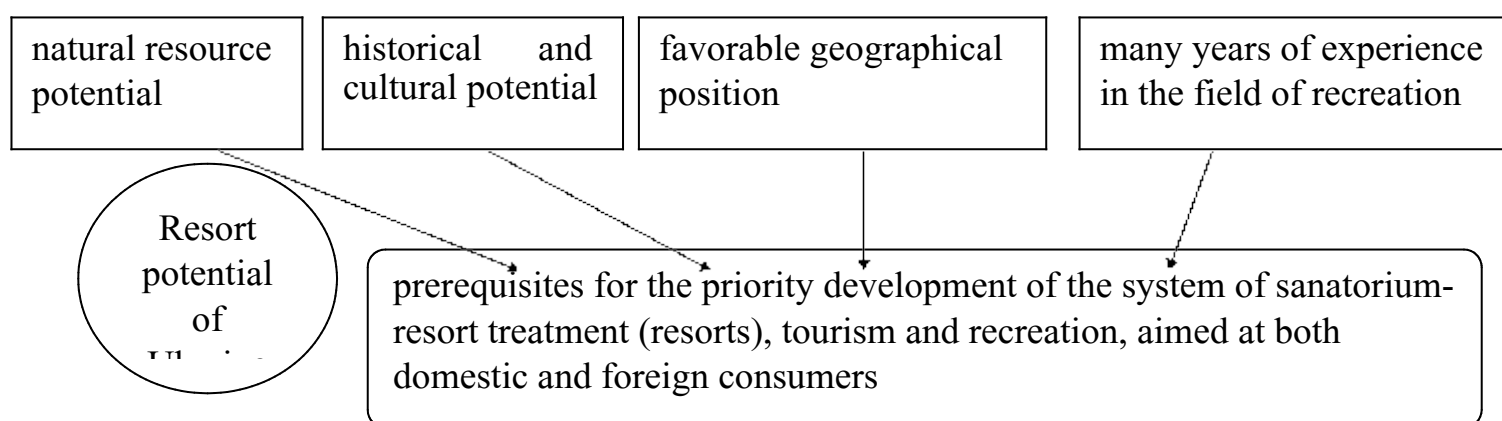 natural resource
potential
historical and
cultural potential
favorable geographical
position
many years of experience
in the field of recreation
Resort
potential
of
prerequisites for the priority development of the system of sanatorium-
resort treatment (resorts), tourism and recreation, aimed at both
domestic and foreign consumers